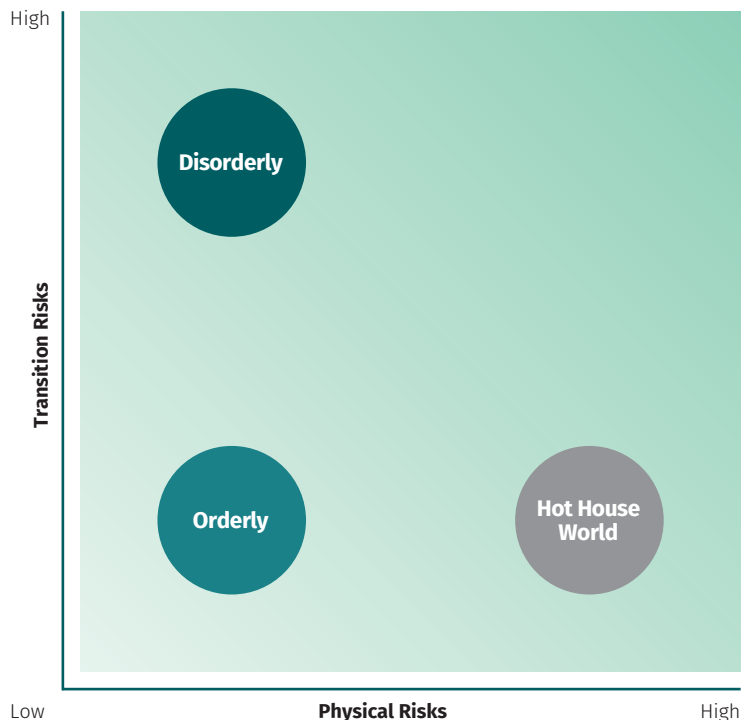 High
Disorderly
Transition Risks
Orderly
Hot House
World
Low
Physical Risks
High